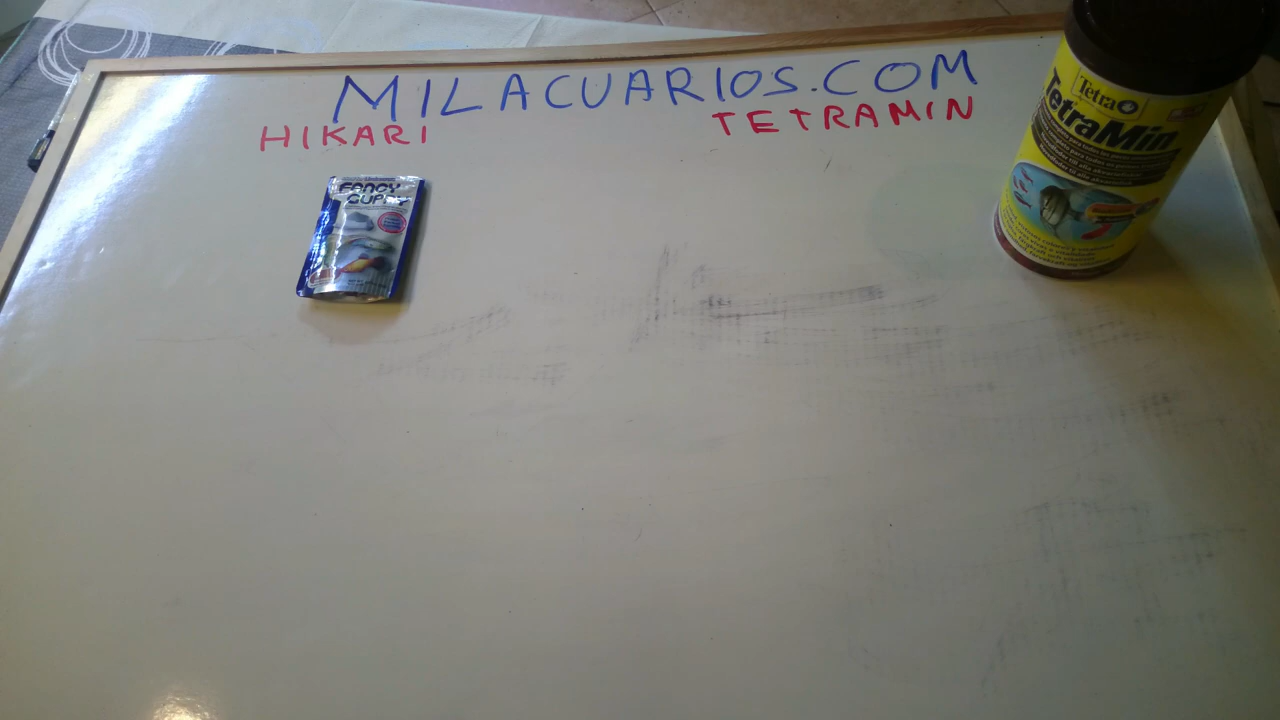 MILACUARIOS.COM
HIKARI
TETRAMIN
FANCY
GUPPY
Tetra
TetraMin